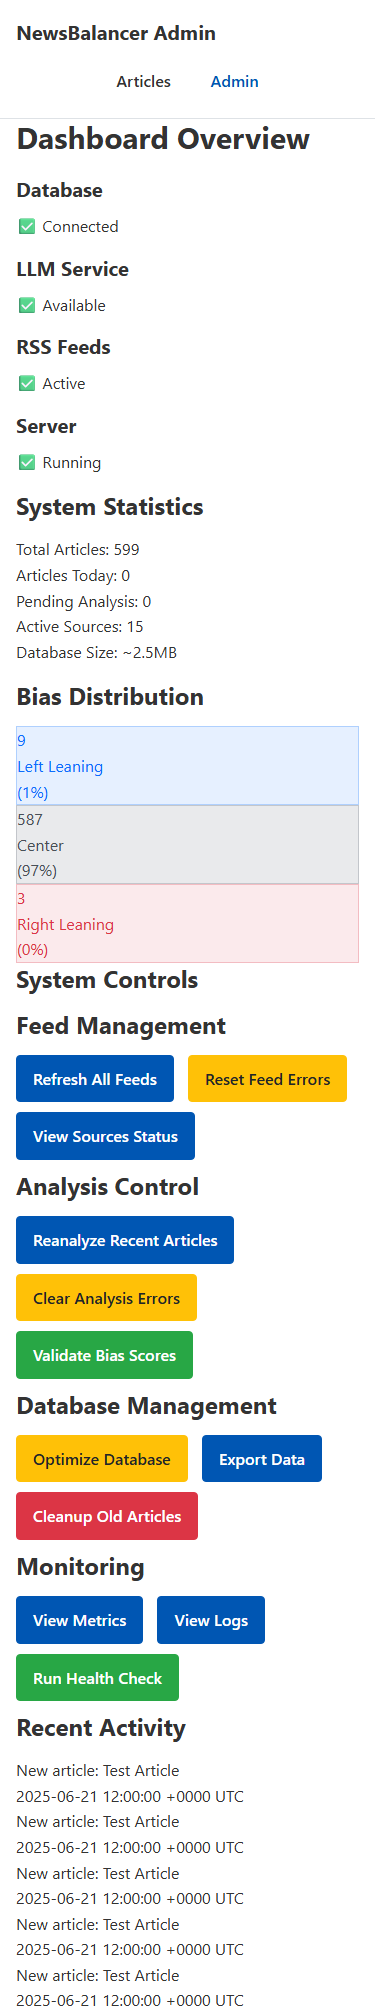 NewsBalancer Admin
Articles Admin
Dashboard Overview
Database
✅ Connected
LLM Service
✅ Available
RSS Feeds
✅ Active
Server
✅ Running
System Statistics
Total Articles: 599
Articles Today: 0
Pending Analysis: 0
Active Sources: 15
Database Size: ~2.5MB
Bias Distribution
9
Left Leaning
(1%)
587
Center
(97%)
3
Right Leaning
(0%)
System Controls
Feed Management
Refresh All Feeds Reset Feed Errors
View Sources Status
Analysis Control
Reanalyze Recent Articles
Clear Analysis Errors
Validate Bias Scores
Database Management
Optimize Database Export Data
Cleanup Old Articles
Monitoring
View Metrics View Logs
Run Health Check
Recent Activity
New article: Test Article
2025-06-21 12:00:00 +0000 UTC
New article: Test Article
2025-06-21 12:00:00 +0000 UTC
New article: Test Article
2025-06-21 12:00:00 +0000 UTC
New article: Test Article
2025-06-21 12:00:00 +0000 UTC
New article: Test Article
2025-06-21 12:00:00 +0000 UTC